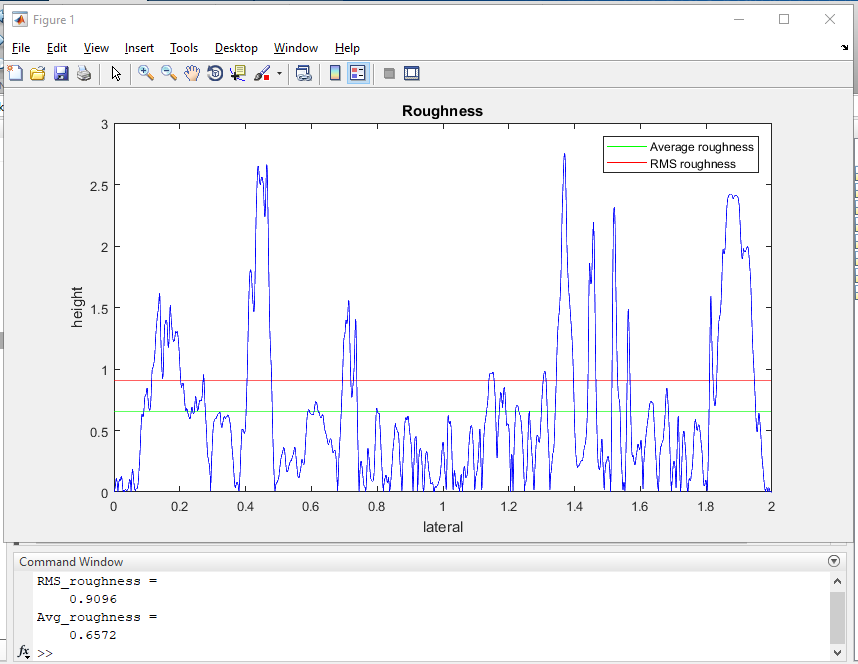 Figure 1
File Edit View Insert Tools Desktop Window Help
Roughness
Average roughness
RMS roughness
3
2.5
2
1.5
1
0.5
0
height
0 0.2 0.4 0.6 0.8 1 1.2 1.4 1.6 1.8 2
lateral
Command Window
RMS_roughness =
0.9096
Avg_roughness =
0.6572
fx >>